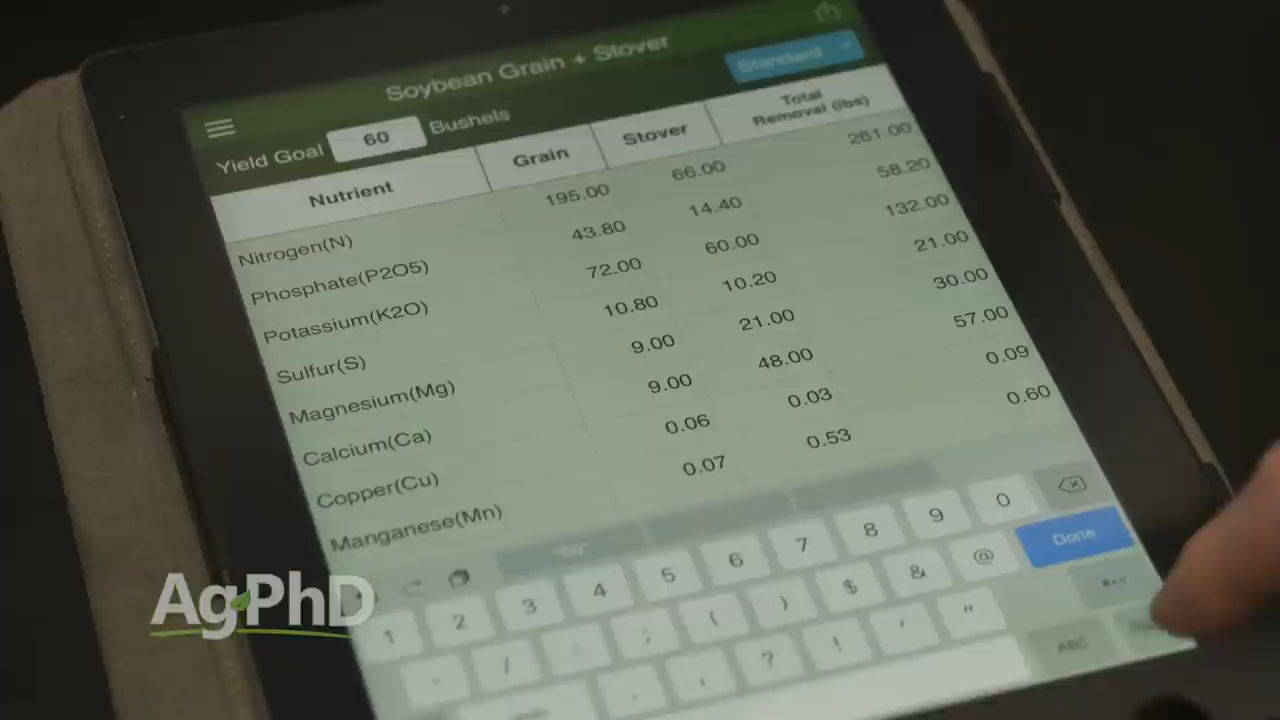 Soybean Grain + Stover
Standard
Yield Goal 60 Bushels
Nutrient Grain Stover Total Removal (lbs)
Nitrogen(N) 195.00 66.00 261.00
Phosphate(P2O5) 43.80 14.40 58.20
Potassium(K2O) 72.00 60.00 132.00
Sulfur(S) 10.80 10.20 21.00
Magnesium(Mg) 9.00 21.00 30.00
Calcium(Ca) 9.00 48.00 57.00
Copper(Cu) 0.06 0.03 0.09
Manganese(Mn) 0.07 0.53 0.60
"60"
1 2 3 4 5 6 7 8 9 0
- / : ; ( ) $ & @ Done
#+=
. , ? ! ' "
undo
ABC
AgPhD